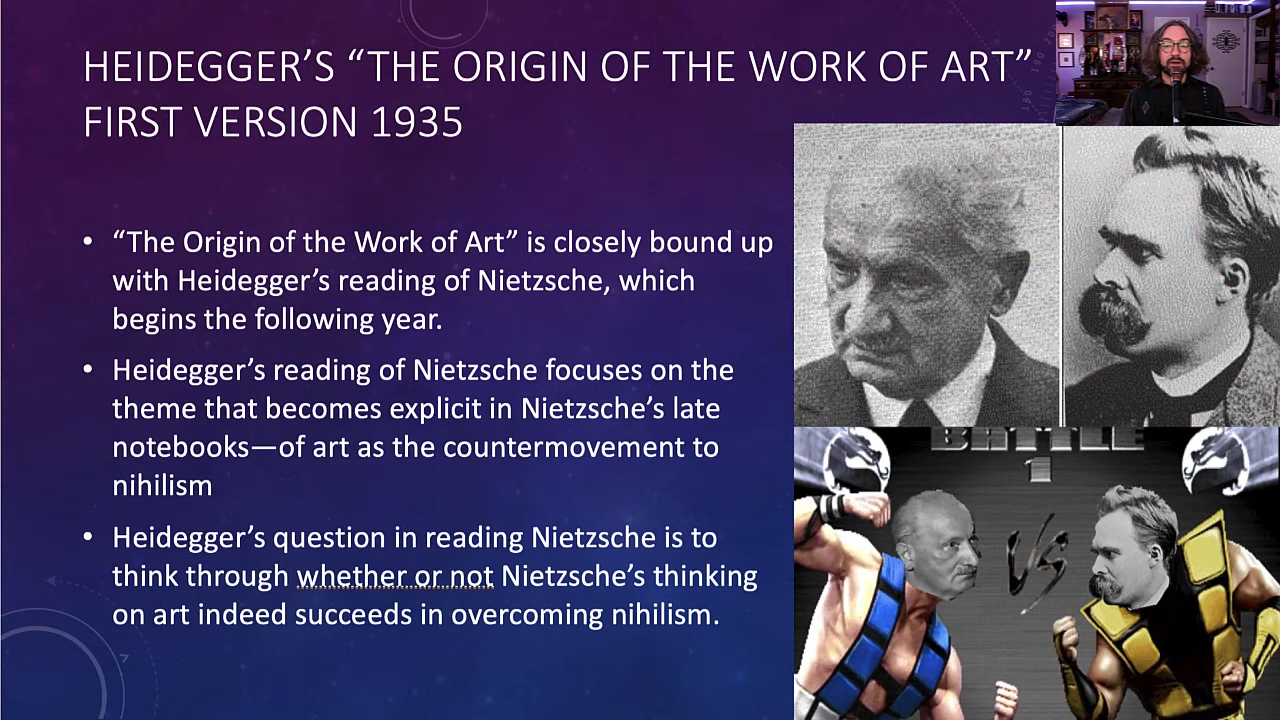 HEIDEGGER’S “THE ORIGIN OF THE WORK OF ART”
FIRST VERSION 1935
• “The Origin of the Work of Art” is closely bound up
with Heidegger’s reading of Nietzsche, which
begins the following year.
• Heidegger’s reading of Nietzsche focuses on the
theme that becomes explicit in Nietzsche’s late
notebooks—of art as the countermovement to
nihilism
• Heidegger’s question in reading Nietzsche is to
think through whether or not Nietzsche’s thinking
on art indeed succeeds in overcoming nihilism.
BATTLE
1
VS